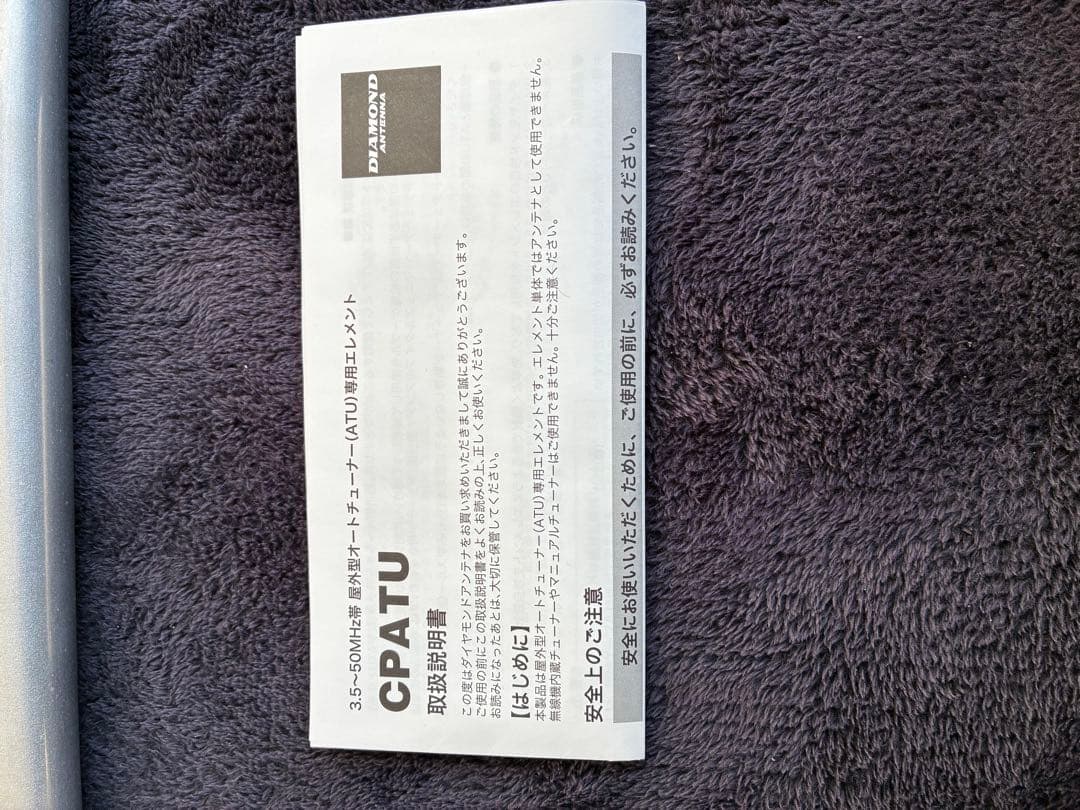 3.5〜50MHz帯 屋外型オートチューナー(ATU)専用エレメント
CPATU
取扱説明書
DIAMOND
ANTENNA
この度はダイヤモンドアンテナをお買い求めいただきまして誠にありがとうございます。
ご使用の前にこの取扱説明書をよくお読みの上、正しくお使いください。
お読みになったあとは、大切に保管してください。
【はじめに】
本製品は屋外型オートチューナー(ATU)専用エレメントです。エレメント単体ではアンテナとして使用できません。
無線機内蔵チューナーやマニュアルチューナーはご使用できません。十分ご注意ください。
安全上のご注意
安全にお使いいただくために、ご使用の前に、必ずお読みください。